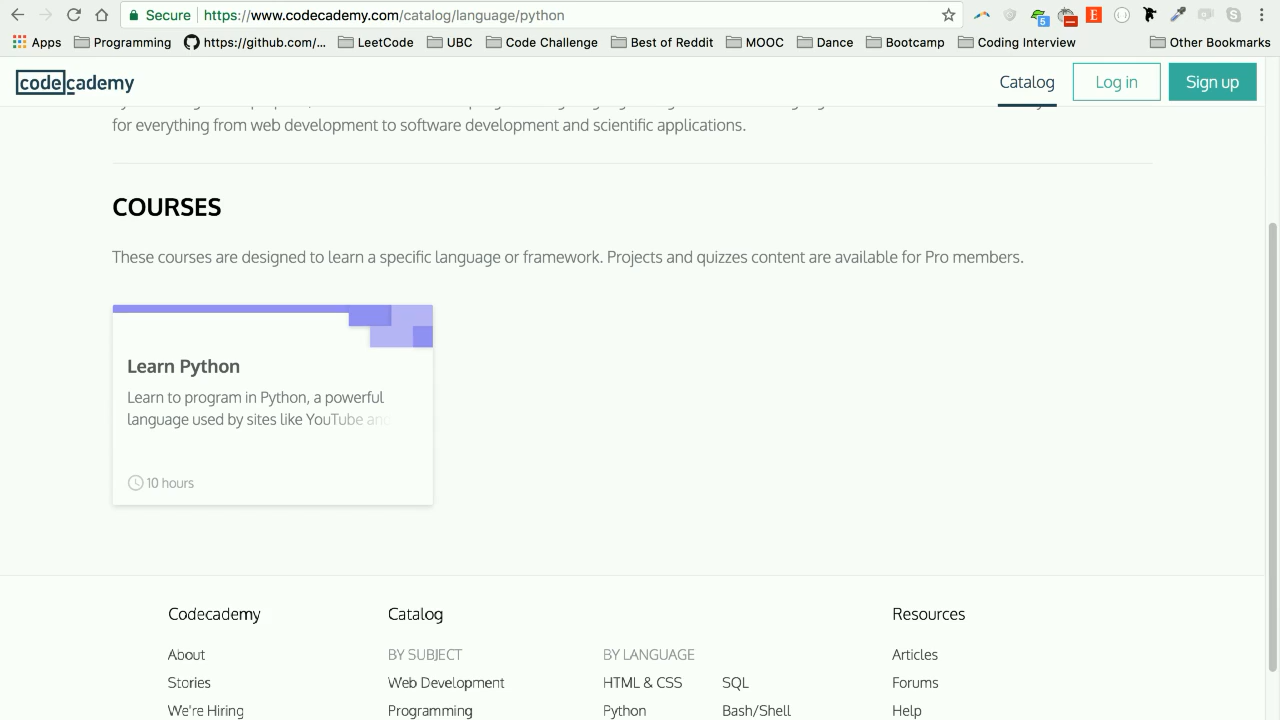 Secure https://www.codecademy.com/catalog/language/python
Apps Programming https://github.com/... LeetCode UBC Code Challenge Best of Reddit MOOC Dance Bootcamp Coding Interview Other Bookmarks
codecademy Catalog Log in Sign up
for everything from web development to software development and scientific applications.
COURSES
These courses are designed to learn a specific language or framework. Projects and quizzes content are available for Pro members.
Learn Python
Learn to program in Python, a powerful
language used by sites like YouTube and
10 hours
Codecademy Catalog Resources
About BY SUBJECT BY LANGUAGE Articles
Stories Web Development HTML & CSS SQL Forums
We're Hiring Programming Python Bash/Shell Help